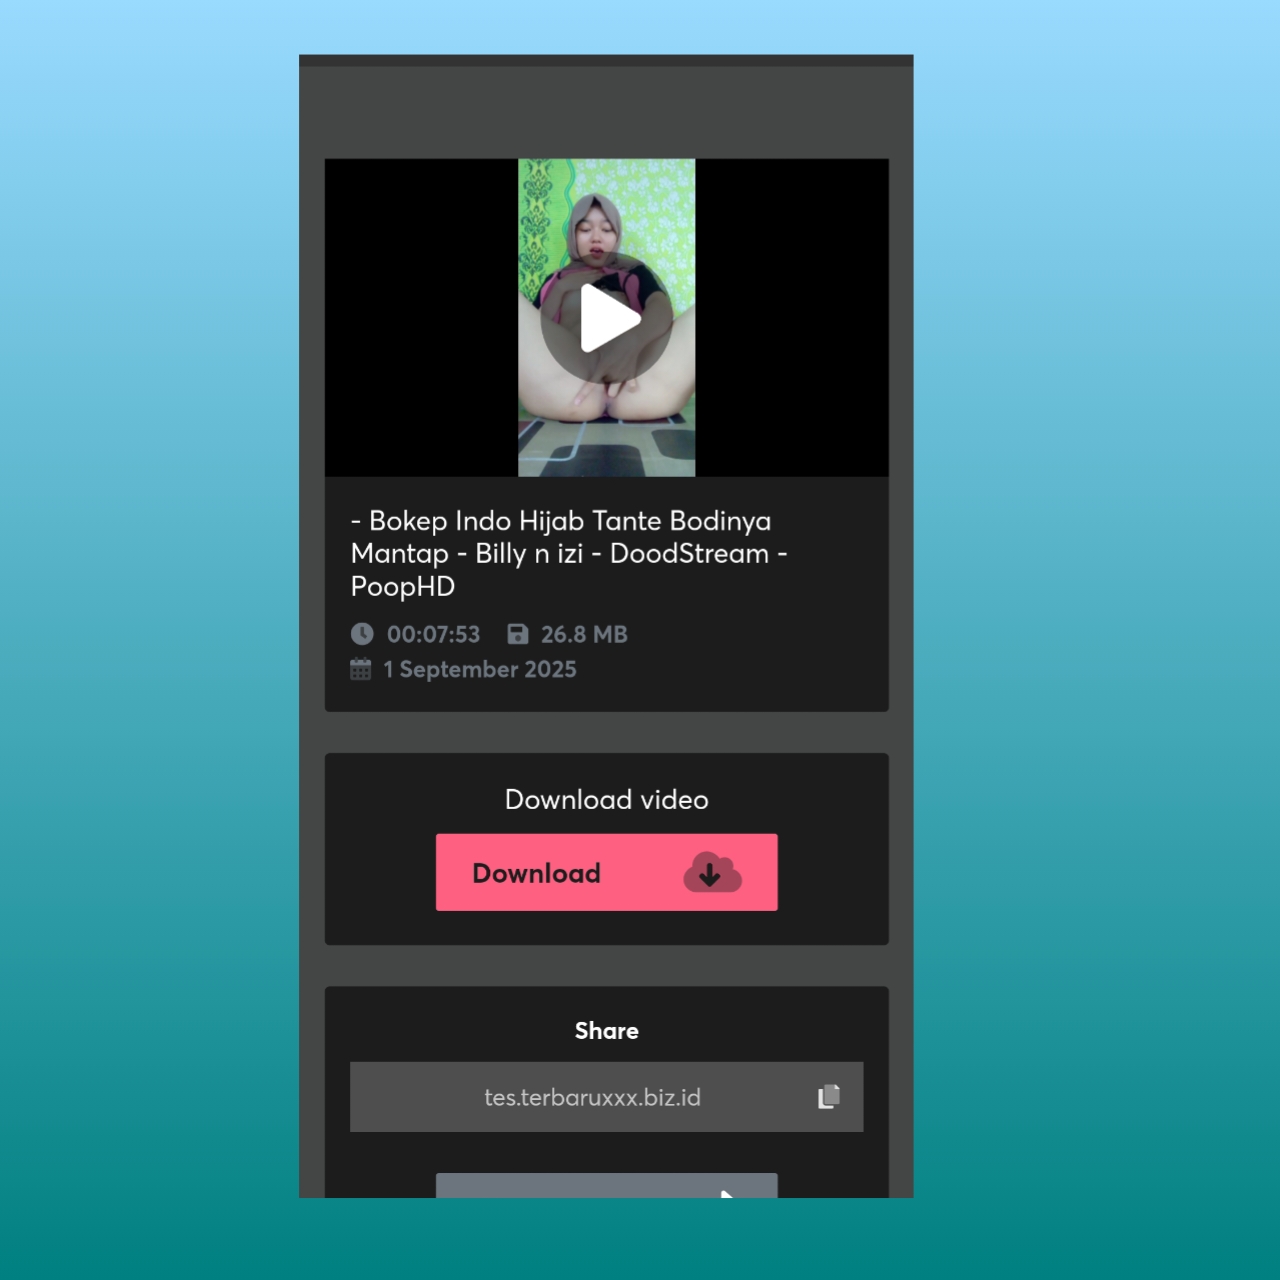 - Bokep Indo Hijab Tante Bodinya
Mantap - Billy n izi - DoodStream -
PoopHD
00:07:53 26.8 MB
1 September 2025
Download video
Download
Share
tes.terbaruxxx.biz.id